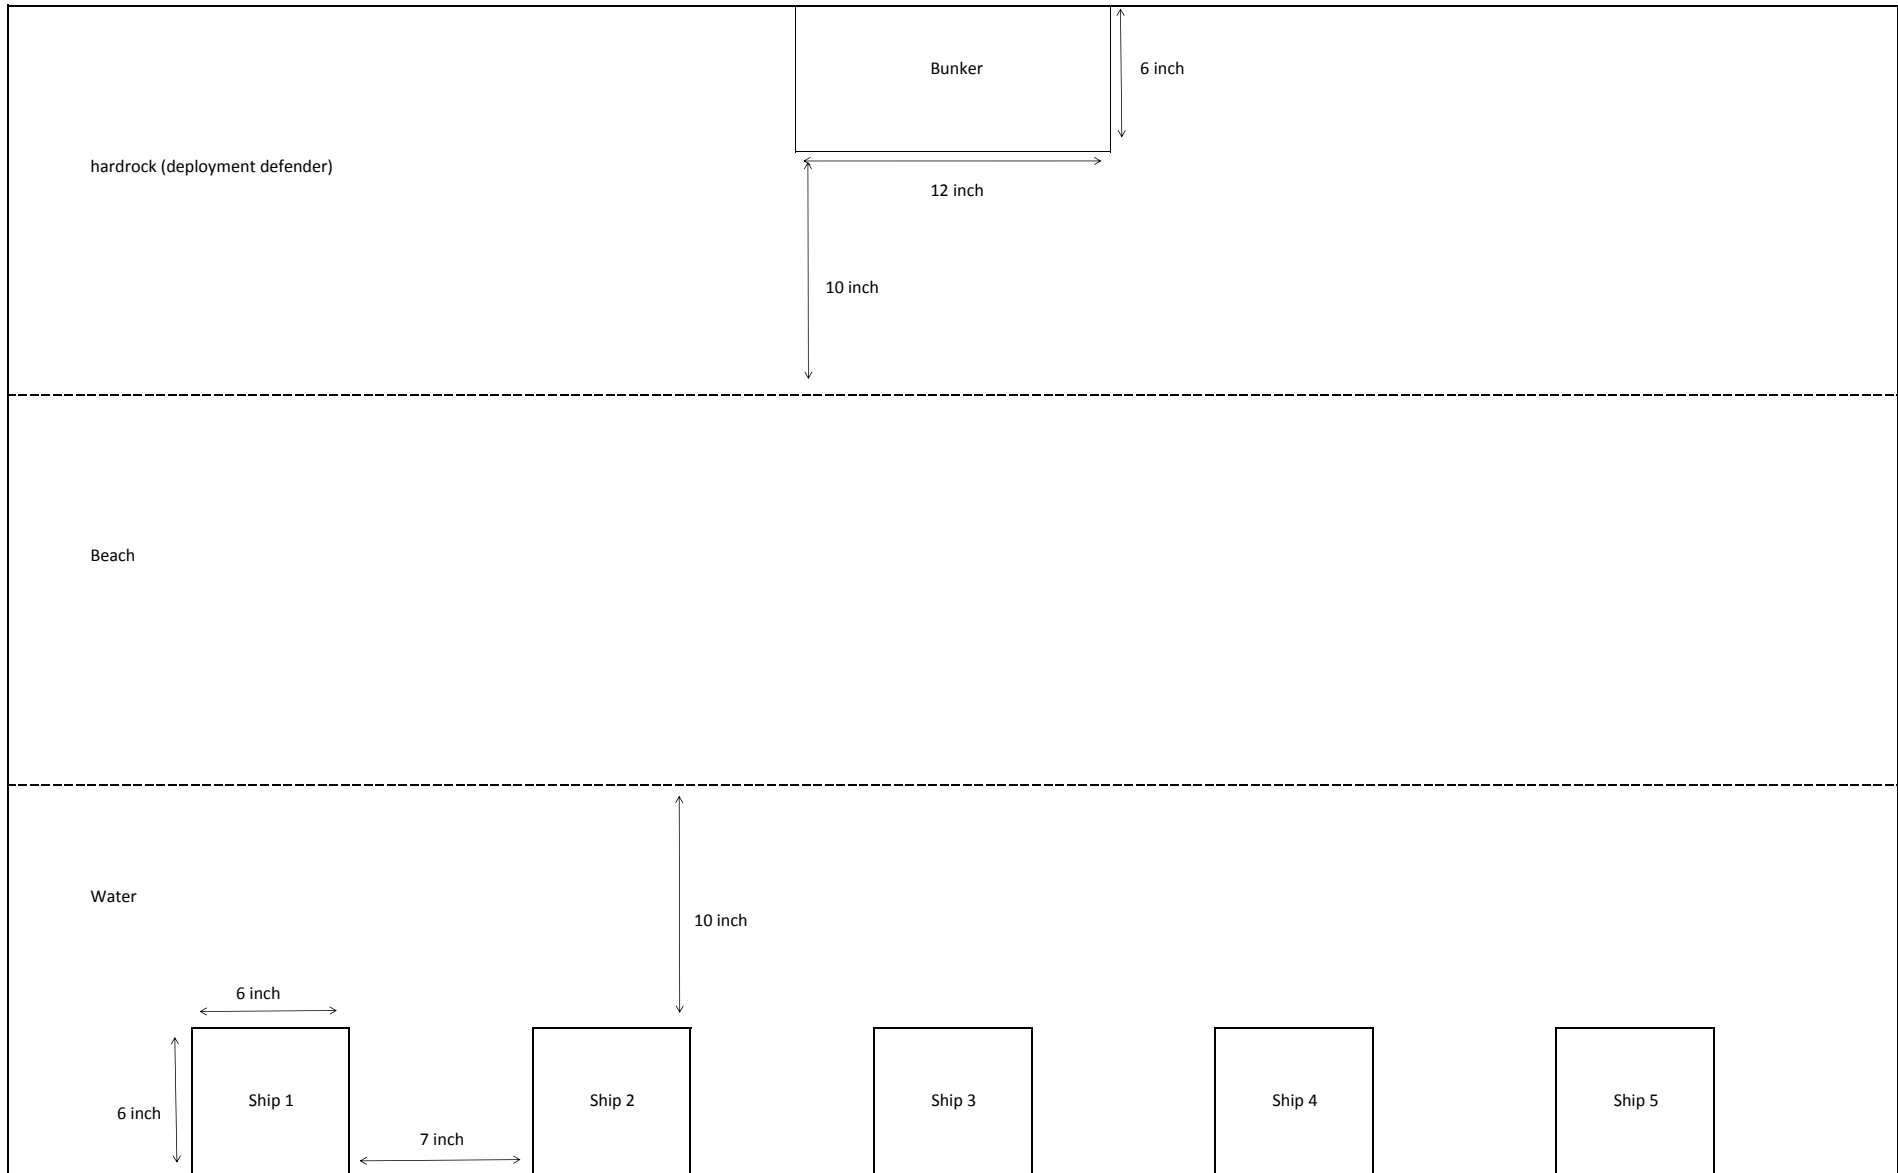 Bunker
6 inch
hardrock (deployment defender)
12 inch
10 inch
Beach
Water
10 inch
6 inch
Ship 1
Ship 2
Ship 3
Ship 4
Ship 5
6 inch
7 inch